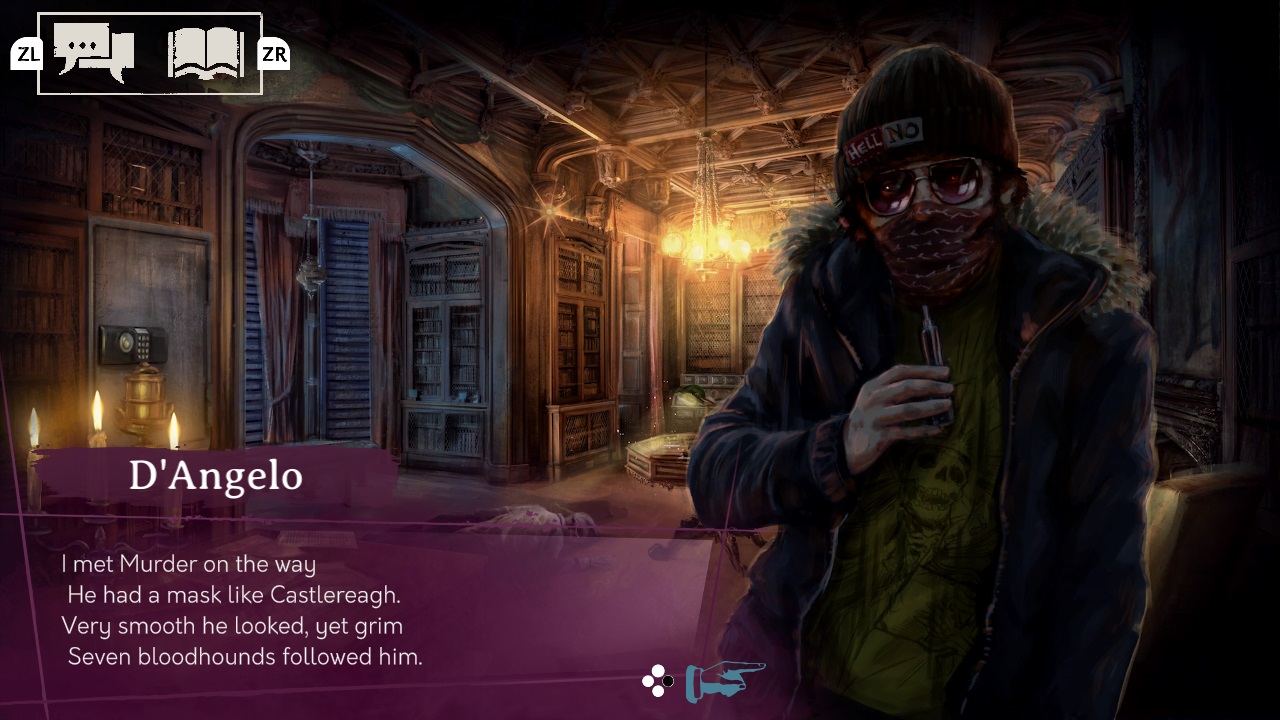 ZL
ZR
HELL NO
D'Angelo
I met Murder on the way
He had a mask like Castlereagh.
Very smooth he looked, yet grim
Seven bloodhounds followed him.